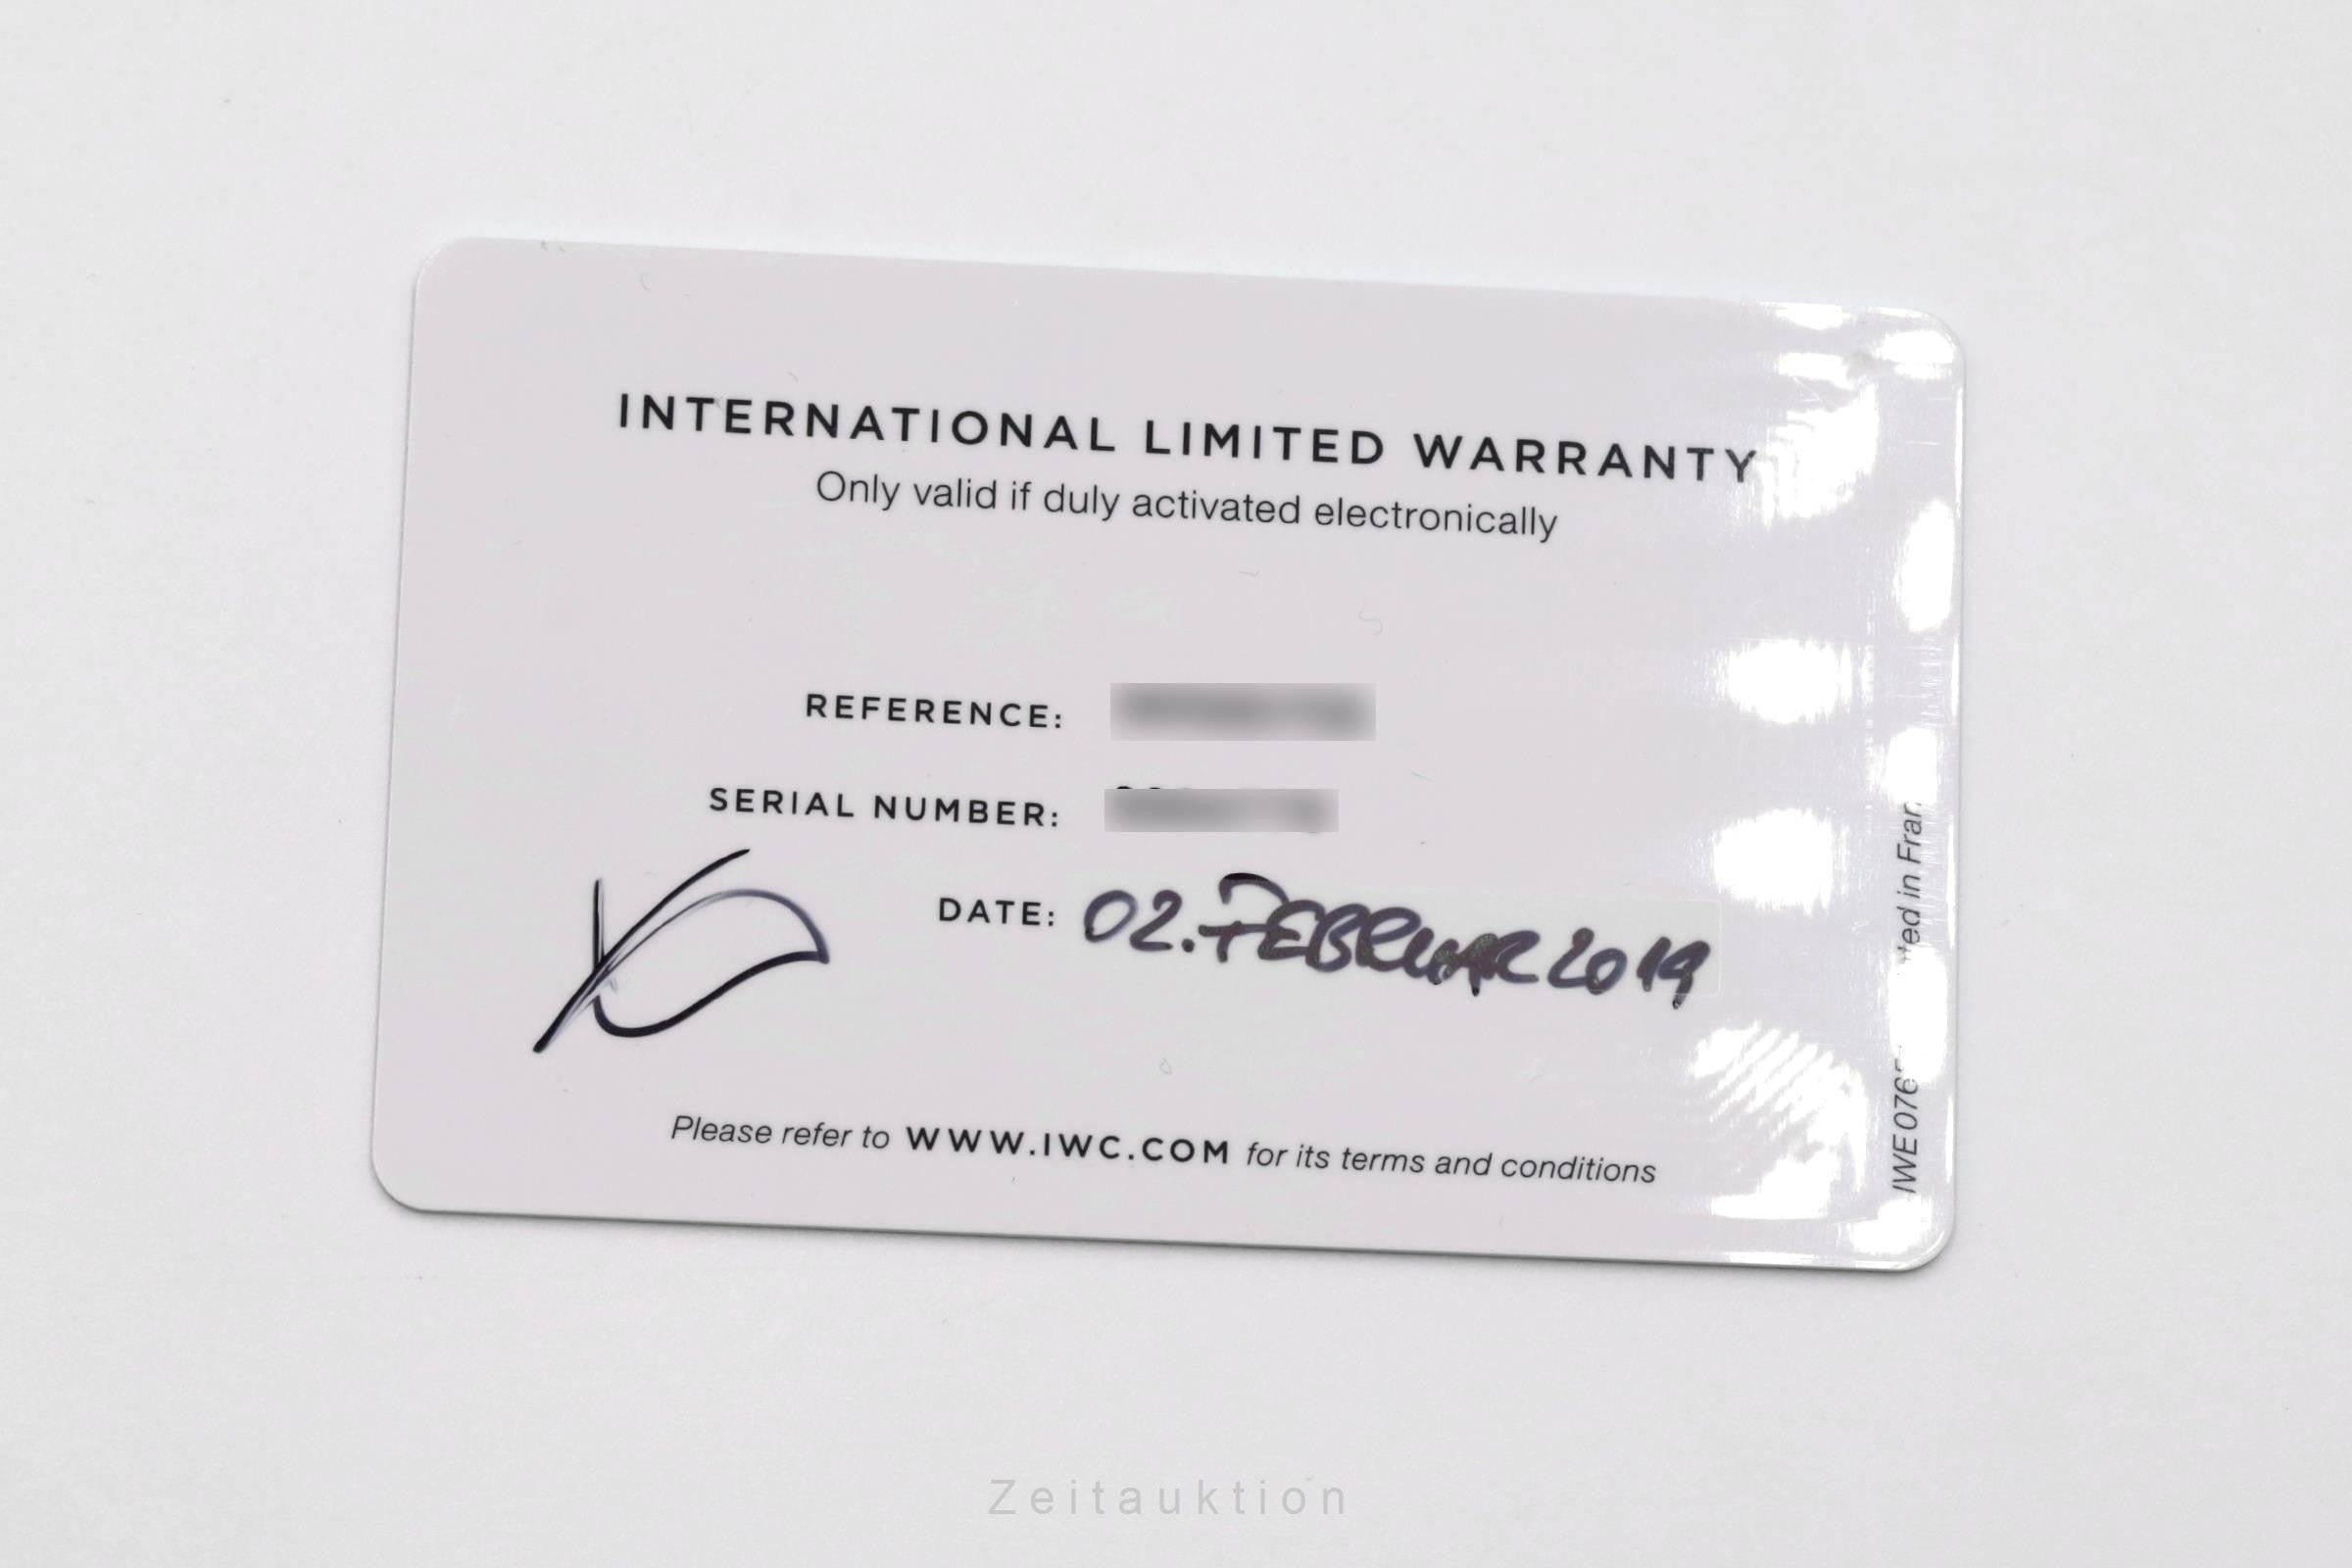 INTERNATIONAL LIMITED WARRANTY
Only valid if duly activated electronically
REFERENCE:
SERIAL NUMBER:
DATE: 02. FEBRUAR 2019
Please refer to WWW.IWC.COM for its terms and conditions
in
Zeitauktion